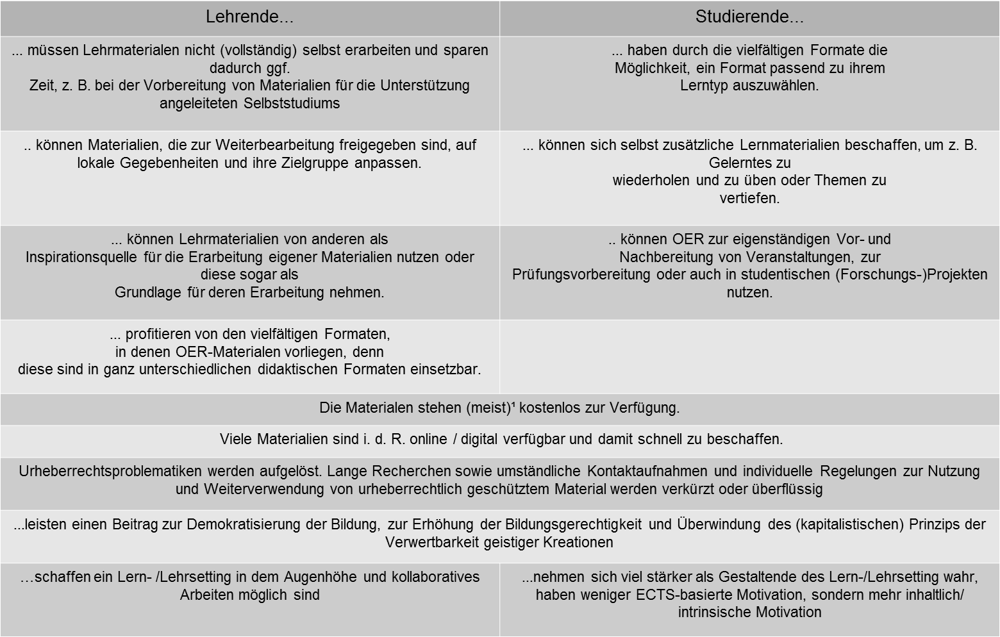 Lehrende...
Studierende...
... müssen Lehrmaterialen nicht (vollständig) selbst erarbeiten und sparen
dadurch ggf.
Zeit, z. B. bei der Vorbereitung von Materialien für die Unterstützung
angeleiteten Selbststudiums
... haben durch die vielfältigen Formate die
Möglichkeit, ein Format passend zu ihrem
Lerntyp auszuwählen.
.. können Materialien, die zur Weiterbearbeitung freigegeben sind, auf
lokale Gegebenheiten und ihre Zielgruppe anpassen.
... können sich selbst zusätzliche Lernmaterialien beschaffen, um z. B.
Gelerntes zu
wiederholen und zu üben oder Themen zu
vertiefen.
... können Lehrmaterialien von anderen als
Inspirationsquelle für die Erarbeitung eigener Materialien nutzen oder
diese sogar als
Grundlage für deren Erarbeitung nehmen.
.. können OER zur eigenständigen Vor- und
Nachbereitung von Veranstaltungen, zur
Prüfungsvorbereitung oder auch in studentischen (Forschungs-)Projekten
nutzen.
... profitieren von den vielfältigen Formaten,
in denen OER-Materialen vorliegen, denn
diese sind in ganz unterschiedlichen didaktischen Formaten einsetzbar.
Die Materialen stehen (meist)¹ kostenlos zur Verfügung.
Viele Materialien sind i. d. R. online / digital verfügbar und damit schnell zu beschaffen.
Urheberrechtsproblematiken werden aufgelöst. Lange Recherchen sowie umständliche Kontaktaufnahmen und individuelle Regelungen zur Nutzung
und Weiterverwendung von urheberrechtlich geschütztem Material werden verkürzt oder überflüssig
...leisten einen Beitrag zur Demokratisierung der Bildung, zur Erhöhung der Bildungsgerechtigkeit und Überwindung des (kapitalistischen) Prinzips der
Verwertbarkeit geistiger Kreationen
…schaffen ein Lern- /Lehrsetting in dem Augenhöhe und kollaboratives
Arbeiten möglich sind
...nehmen sich viel stärker als Gestaltende des Lern-/Lehrsetting wahr,
haben weniger ECTS-basierte Motivation, sondern mehr inhaltlich/
intrinsische Motivation